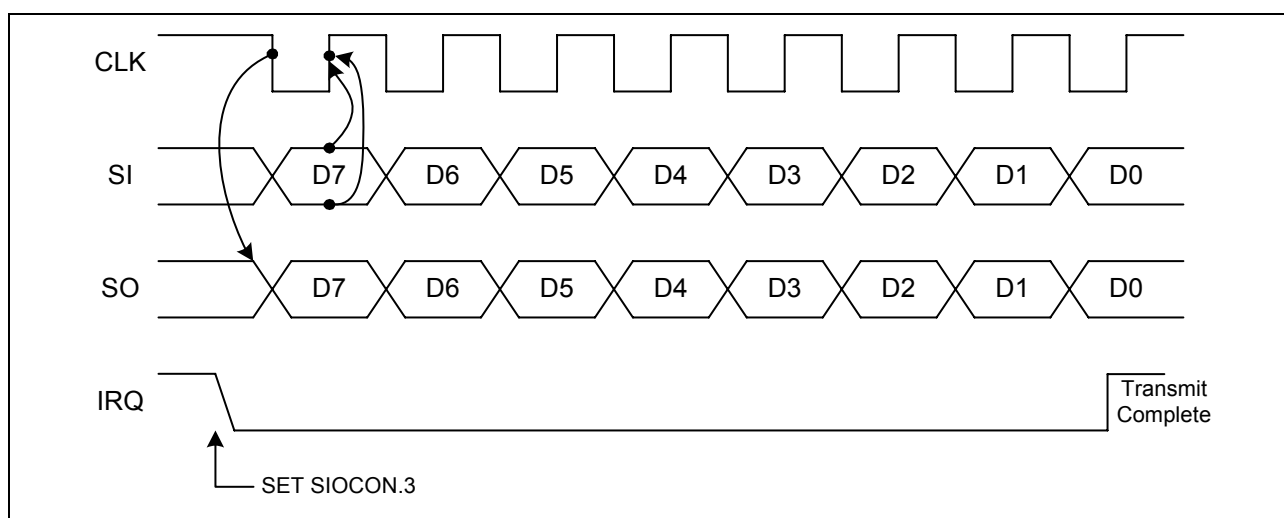 CLK
SI D7 D6 D5 D4 D3 D2 D1 D0
SO D7 D6 D5 D4 D3 D2 D1 D0
IRQ
Transmit
Complete
SET SIOCON.3